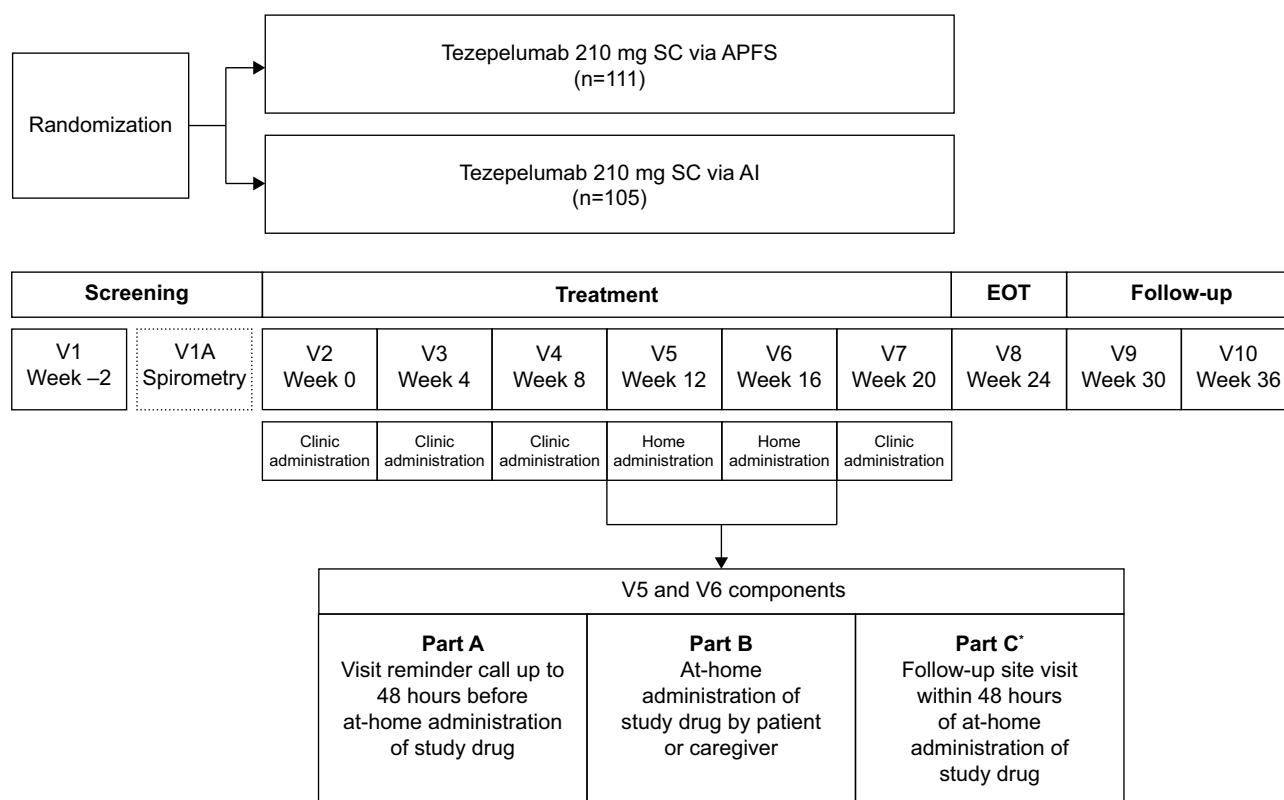 Randomization
Tezepelumab 210 mg SC via APFS
(n=111)
Tezepelumab 210 mg SC via AI
(n=105)
Screening
Treatment
EOT
Follow-up
V1
Week –2
V1A
Spirometry
V2
Week 0
V3
Week 4
V4
Week 8
V5
Week 12
V6
Week 16
V7
Week 20
V8
Week 24
V9
Week 30
V10
Week 36
Clinic
administration
Clinic
administration
Clinic
administration
Home
administration
Home
administration
Clinic
administration
V5 and V6 components
Part A
Visit reminder call up to
48 hours before
at-home administration
of study drug
Part B
At-home
administration of
study drug by patient
or caregiver
Part C*
Follow-up site visit
within 48 hours
of at-home
administration of
study drug